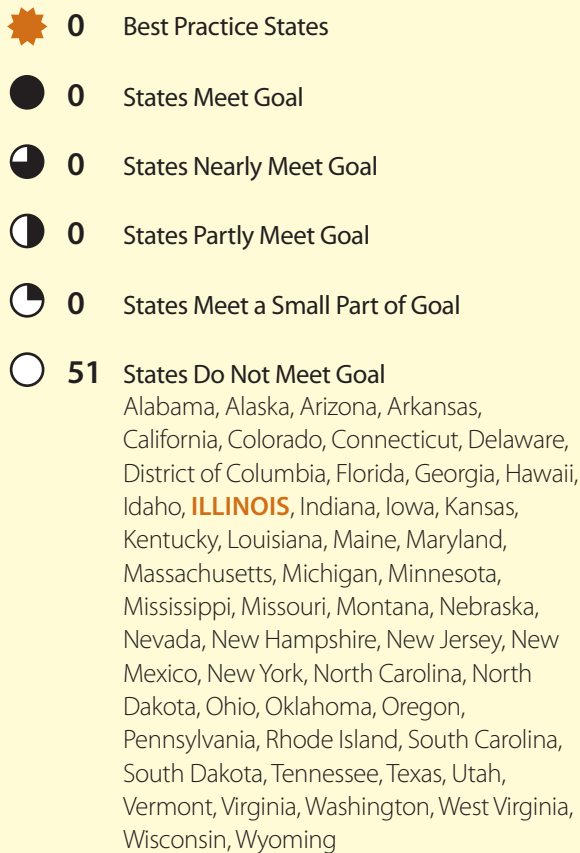 0 Best Practice States
0 States Meet Goal
0 States Nearly Meet Goal
0 States Partly Meet Goal
0 States Meet a Small Part of Goal
51 States Do Not Meet Goal
Alabama, Alaska, Arizona, Arkansas,
California, Colorado, Connecticut, Delaware,
District of Columbia, Florida, Georgia, Hawaii,
Idaho, ILLINOIS, Indiana, Iowa, Kansas,
Kentucky, Louisiana, Maine, Maryland,
Massachusetts, Michigan, Minnesota,
Mississippi, Missouri, Montana, Nebraska,
Nevada, New Hampshire, New Jersey, New
Mexico, New York, North Carolina, North
Dakota, Ohio, Oklahoma, Oregon,
Pennsylvania, Rhode Island, South Carolina,
South Dakota, Tennessee, Texas, Utah,
Vermont, Virginia, Washington, West Virginia,
Wisconsin, Wyoming